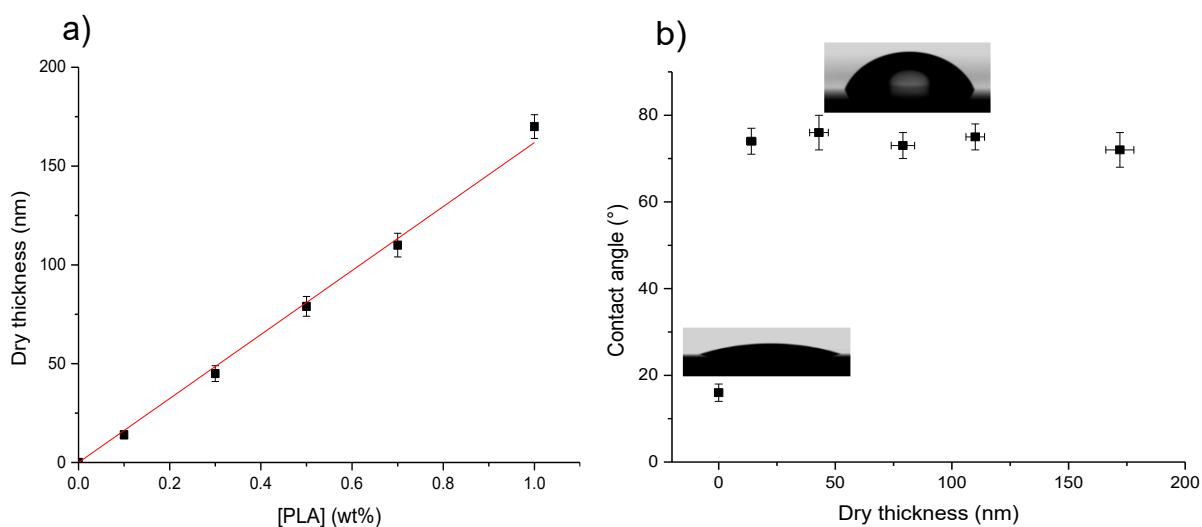 a)
Dry thickness (nm)
200
150
100
50
0
0.0 0.2 0.4 0.6 0.8 1.0
[PLA] (wt%)
b)
Contact angle (°)
80
60
40
20
0
0 50 100 150 200
Dry thickness (nm)